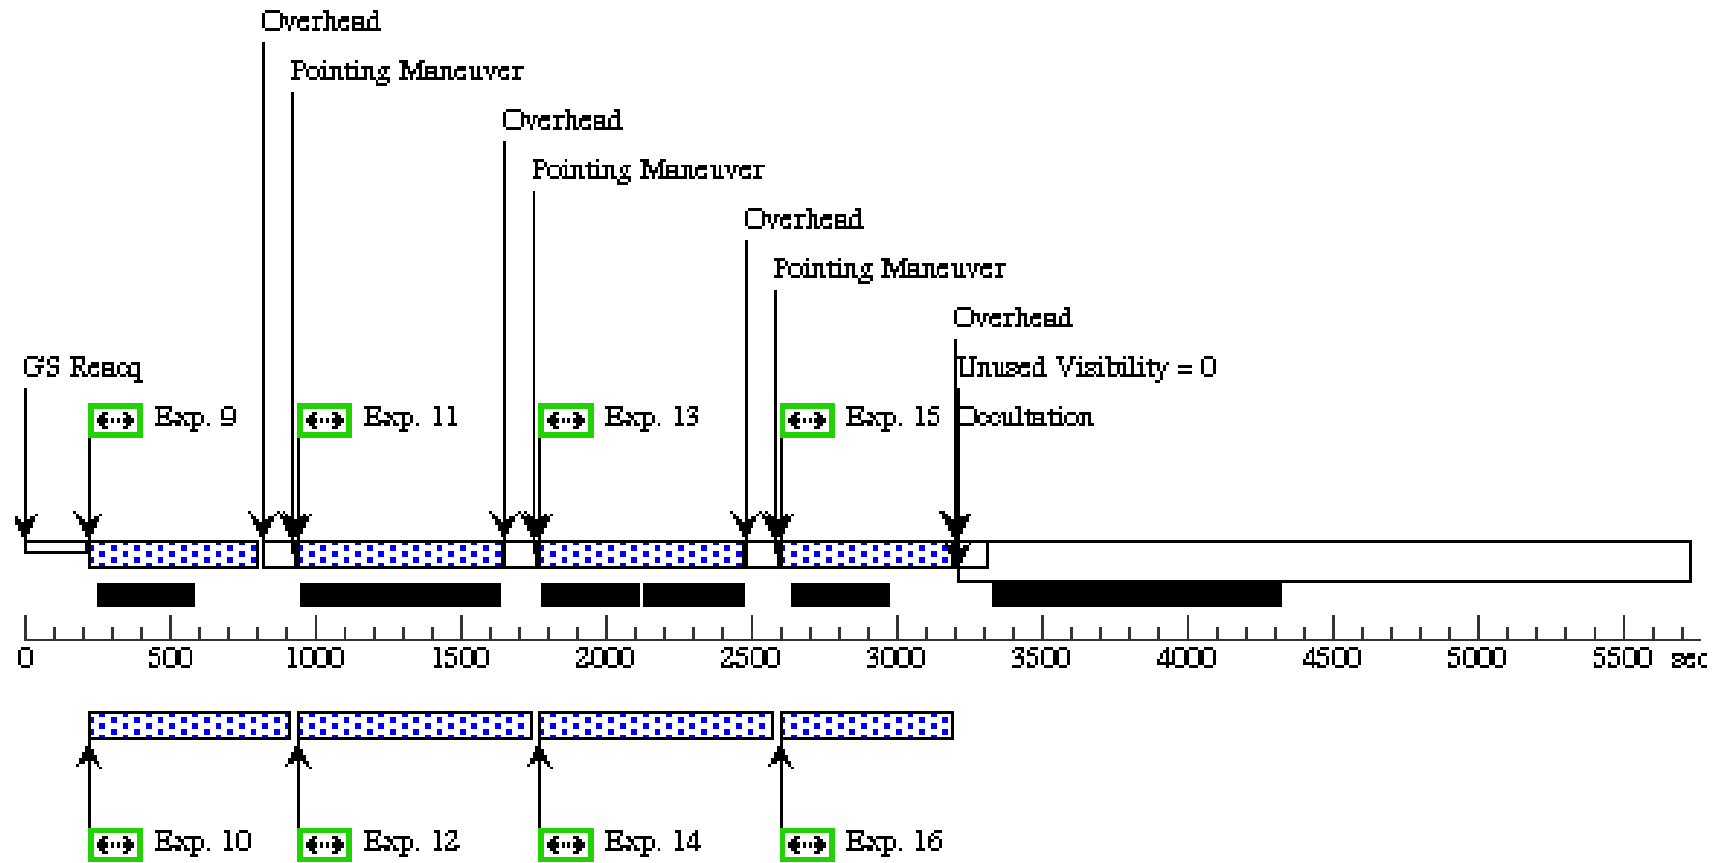 Overhead
Pointing Maneuver
Overhead
Pointing Maneuver
Overhead
Pointing Maneuver
Overhead
GS Reacq
Unused Visibility = 0
Exp. 9
Exp. 11
Exp. 13
Exp. 15
Occultation
0 500 1000 1500 2000 2500 3000 3500 4000 4500 5000 5500 sec
Exp. 10
Exp. 12
Exp. 14
Exp. 16